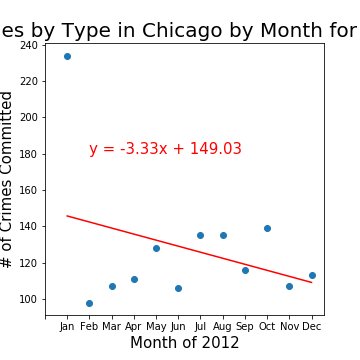 es by Type in Chicago by Month for
# of Crimes Committed
240
220
200
180
160
140
120
100
y = -3.33x + 149.03
Jan Feb Mar Apr May Jun Jul Aug Sep Oct Nov Dec
Month of 2012